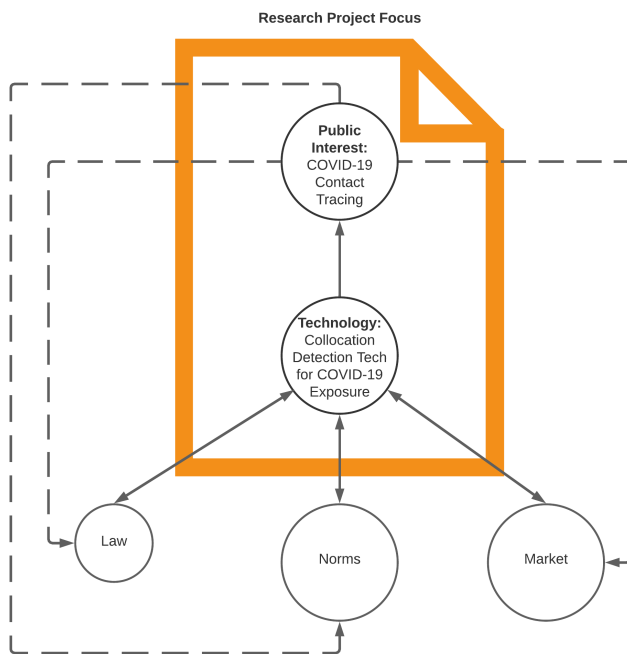 Research Project Focus
Public
Interest:
COVID-19
Contact
Tracing
Technology:
Collocation
Detection Tech
for COVID-19
Exposure
Law
Norms
Market